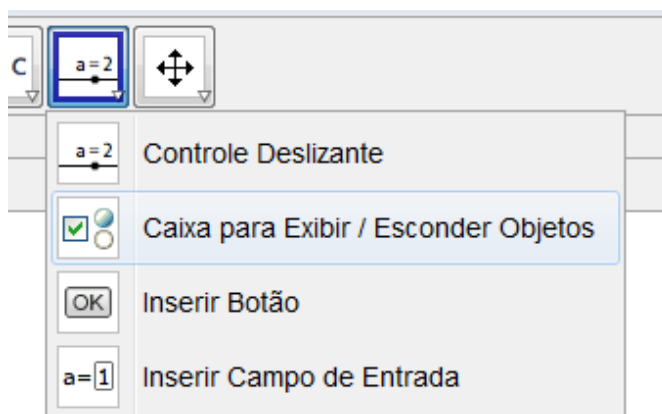 C
a=2
a=2
Controle Deslizante
Caixa para Exibir / Esconder Objetos
OK
Inserir Botão
a=1
Inserir Campo de Entrada